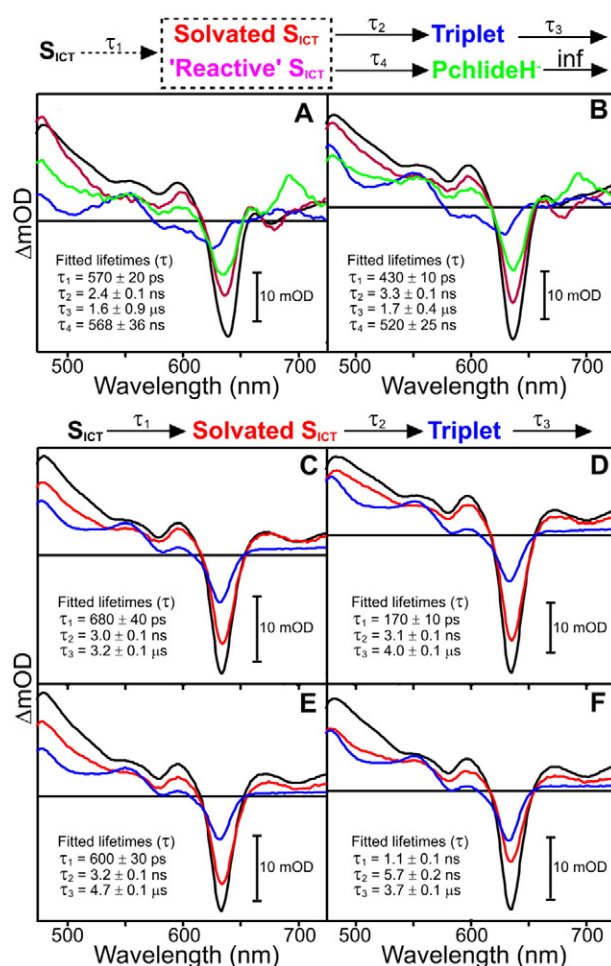 S_ICT τ1 Solvated S_ICT τ2 Triplet τ3
'Reactive' S_ICT τ4 PchlideH⁻ inf
A
B
ΔmOD
Fitted lifetimes (τ)
τ1 = 570 ± 20 ps
τ2 = 2.4 ± 0.1 ns
τ3 = 1.6 ± 0.9 μs
τ4 = 568 ± 36 ns
10 mOD
Fitted lifetimes (τ)
τ1 = 430 ± 10 ps
τ2 = 3.3 ± 0.1 ns
τ3 = 1.7 ± 0.4 μs
τ4 = 520 ± 25 ns
10 mOD
500 600 700
500 600 700
Wavelength (nm)
Wavelength (nm)
S_ICT τ1 Solvated S_ICT τ2 Triplet τ3
C
D
Fitted lifetimes (τ)
τ1 = 680 ± 40 ps
τ2 = 3.0 ± 0.1 ns
τ3 = 3.2 ± 0.1 μs
10 mOD
Fitted lifetimes (τ)
τ1 = 170 ± 10 ps
τ2 = 3.1 ± 0.1 ns
τ3 = 4.0 ± 0.1 μs
10 mOD
ΔmOD
E
F
Fitted lifetimes (τ)
τ1 = 600 ± 30 ps
τ2 = 3.2 ± 0.1 ns
τ3 = 4.7 ± 0.1 μs
10 mOD
Fitted lifetimes (τ)
τ1 = 1.1 ± 0.1 ns
τ2 = 5.7 ± 0.2 ns
τ3 = 3.7 ± 0.1 μs
10 mOD
500 600 700
500 600 700
Wavelength (nm)
Wavelength (nm)